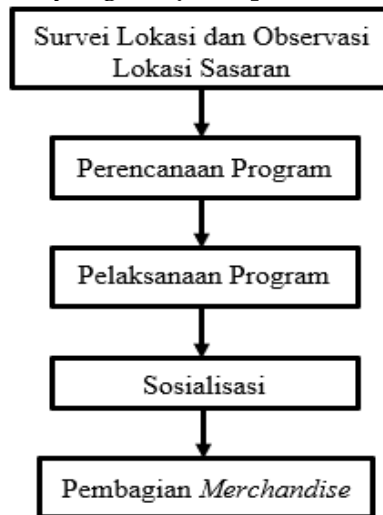 Survei Lokasi dan Observasi
Lokasi Sasaran
Perencanaan Program
Pelaksanaan Program
Sosialisasi
Pembagian Merchandise